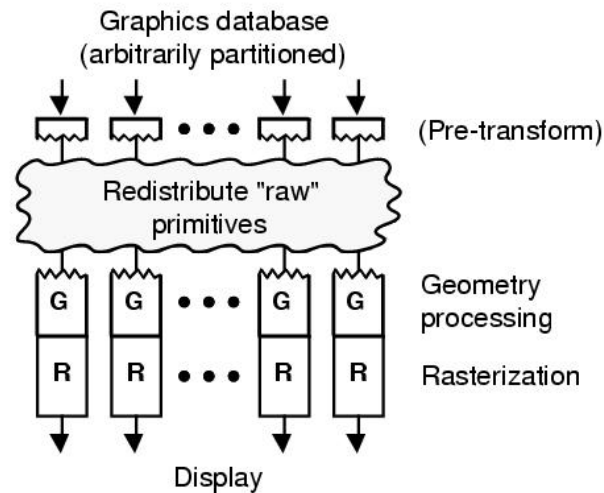 Graphics database
(arbitrarily partitioned)
(Pre-transform)
Redistribute "raw"
primitives
G G G G
Geometry
processing
R R R R
Rasterization
Display